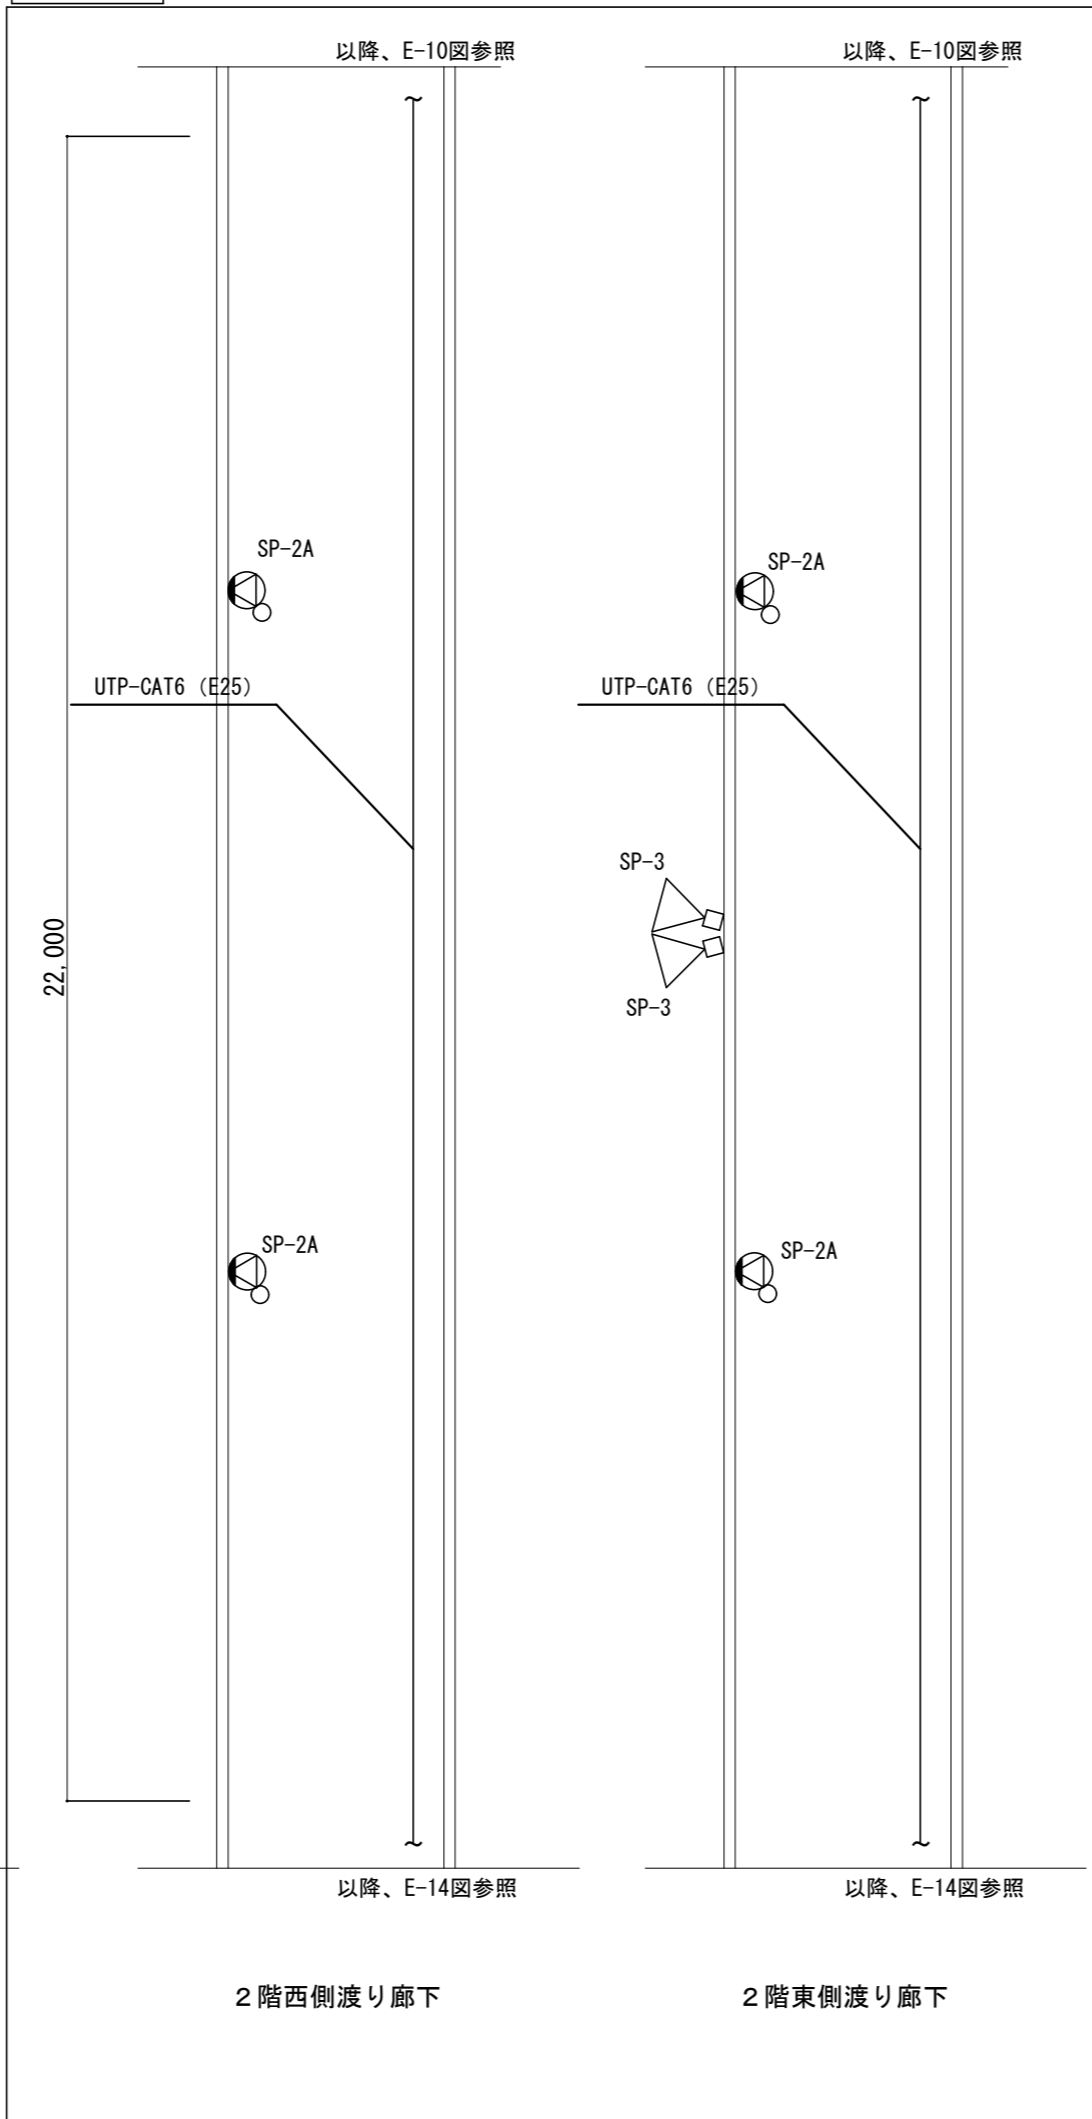 以降、E-10図参照
以降、E-10図参照
SP-2A
SP-2A
UTP-CAT6 (E25)
UTP-CAT6 (E25)
SP-3
22,000
SP-3
SP-2A
SP-2A
以降、E-14図参照
以降、E-14図参照
２階西側渡り廊下
２階東側渡り廊下